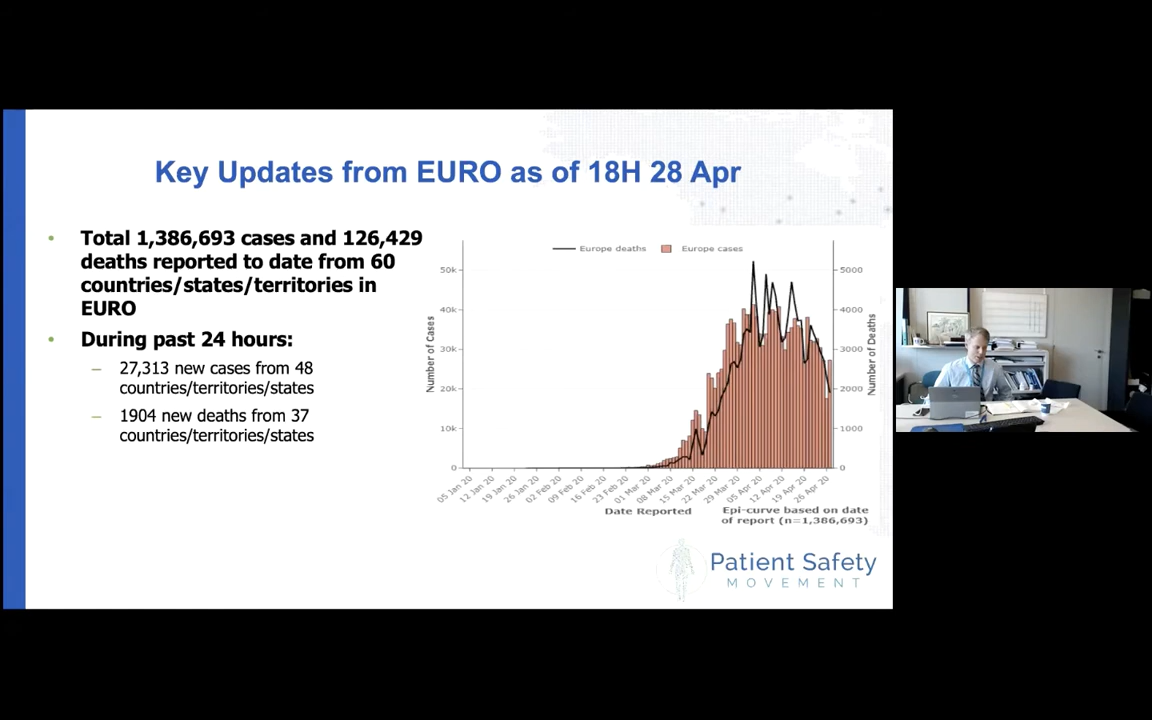 Key Updates from EURO as of 18H 28 Apr
• Total 1,386,693 cases and 126,429
deaths reported to date from 60
countries/states/territories in
EURO
• During past 24 hours:
– 27,313 new cases from 48
countries/territories/states
– 1904 new deaths from 37
countries/territories/states
Europe deaths Europe cases
Number of Cases
50k
40k
30k
20k
10k
0
5000
4000
3000
2000
1000
0
Number of Deaths
05 Jan 20
12 Jan 20
19 Jan 20
26 Jan 20
02 Feb 20
09 Feb 20
16 Feb 20
23 Feb 20
01 Mar 20
08 Mar 20
15 Mar 20
22 Mar 20
29 Mar 20
05 Apr 20
12 Apr 20
19 Apr 20
26 Apr 20
Date Reported
Epi-curve based on date
of report (n=1,386,693)
Patient Safety
MOVEMENT